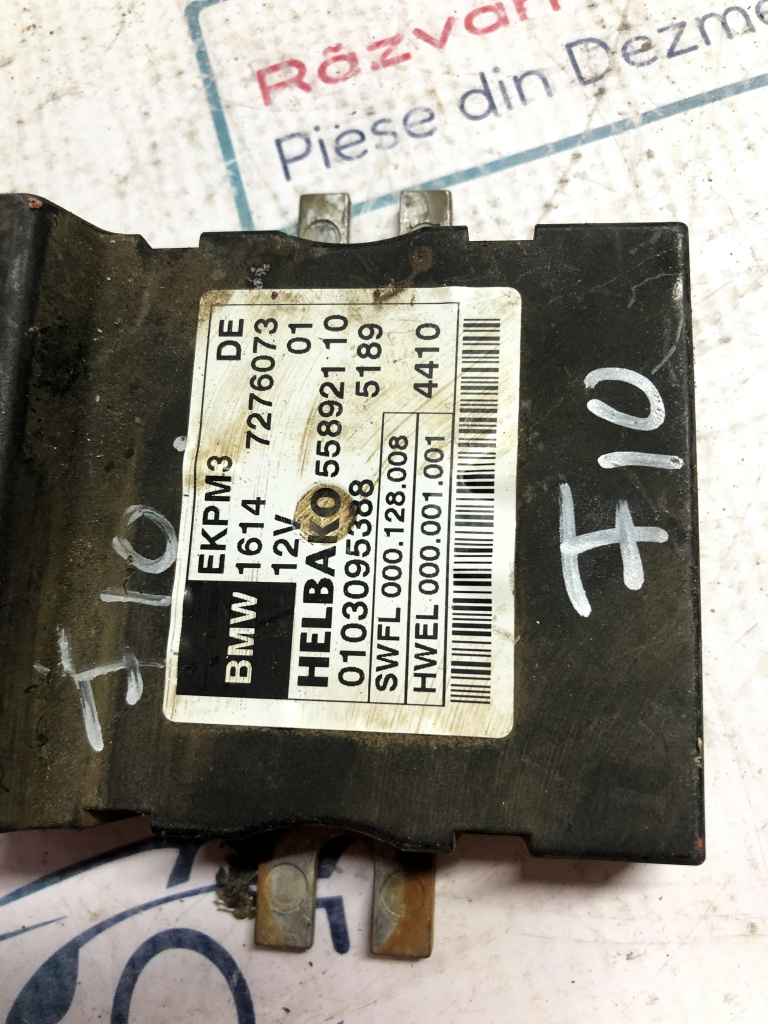 Răzvan
Piese din Dezme
BMW EKPM3 DE
1614 7276073
12V 01
HELBAKO 558921 10
0103095388 5189
SWFL 000.128.008
HWEL 000.001.001 4410
F10
F10